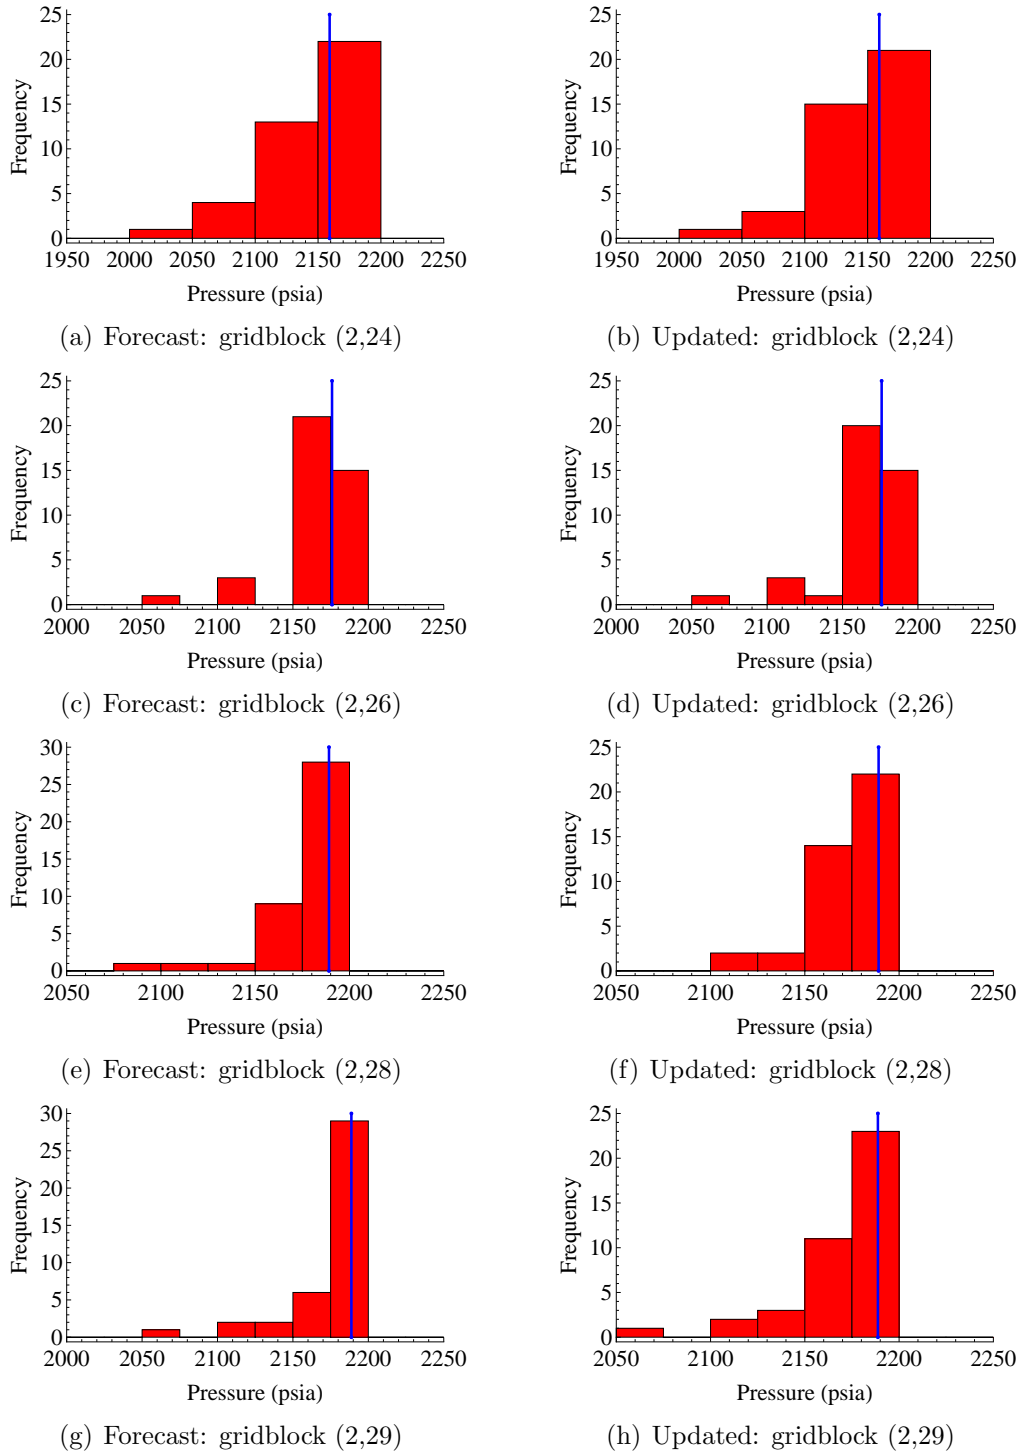 25
20
15
10
5
0
Frequency
1950 2000 2050 2100 2150 2200 2250
Pressure (psia)
(a) Forecast: gridblock (2,24)
25
20
15
10
5
0
Frequency
1950 2000 2050 2100 2150 2200 2250
Pressure (psia)
(b) Updated: gridblock (2,24)
25
20
15
10
5
0
Frequency
2000 2050 2100 2150 2200 2250
Pressure (psia)
(c) Forecast: gridblock (2,26)
25
20
15
10
5
0
Frequency
2000 2050 2100 2150 2200 2250
Pressure (psia)
(d) Updated: gridblock (2,26)
30
25
20
15
10
5
0
Frequency
2050 2100 2150 2200 2250
Pressure (psia)
(e) Forecast: gridblock (2,28)
25
20
15
10
5
0
Frequency
2050 2100 2150 2200 2250
Pressure (psia)
(f) Updated: gridblock (2,28)
30
25
20
15
10
5
0
Frequency
2000 2050 2100 2150 2200 2250
Pressure (psia)
(g) Forecast: gridblock (2,29)
25
20
15
10
5
0
Frequency
2050 2100 2150 2200 2250
Pressure (psia)
(h) Updated: gridblock (2,29)